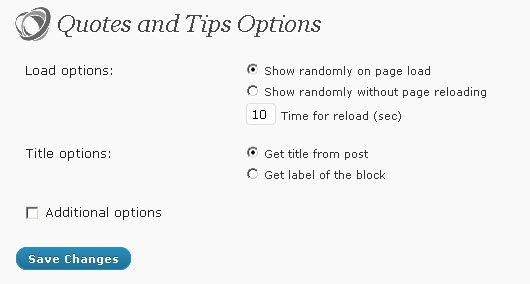 Quotes and Tips Options
Load options:
Show randomly on page load
Show randomly without page reloading
10 Time for reload (sec)
Title options:
Get title from post
Get label of the block
Additional options
Save Changes